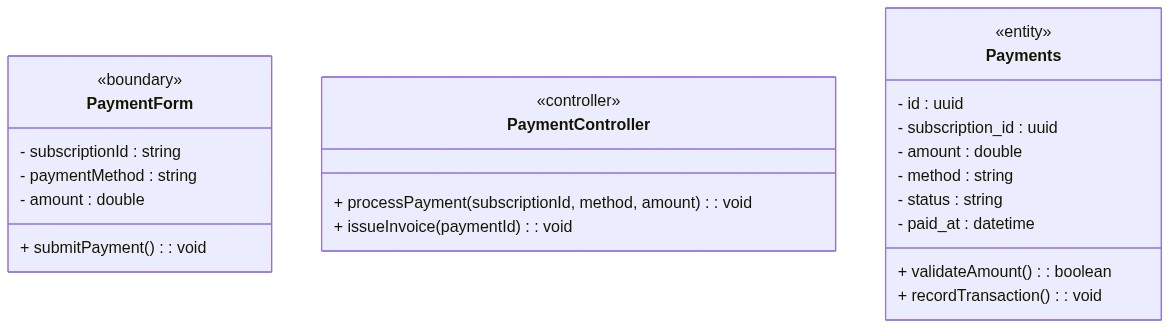 «boundary»
PaymentForm
- subscriptionId : string
- paymentMethod : string
- amount : double
+ submitPayment() : : void
«controller»
PaymentController
+ processPayment(subscriptionId, method, amount) : : void
+ issueInvoice(paymentId) : : void
«entity»
Payments
- id : uuid
- subscription_id : uuid
- amount : double
- method : string
- status : string
- paid_at : datetime
+ validateAmount() : : boolean
+ recordTransaction() : : void